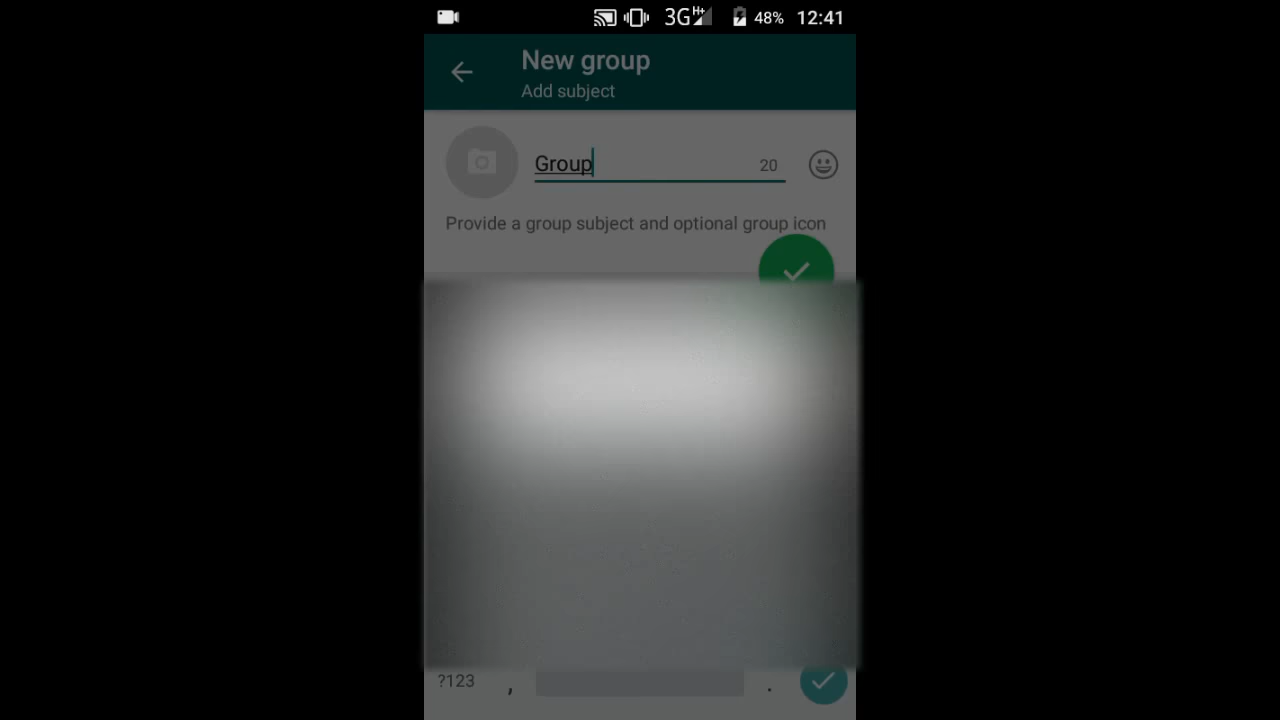 3G H+ 48% 12:41
New group
Add subject
Group 20
Provide a group subject and optional group icon
?123 , .